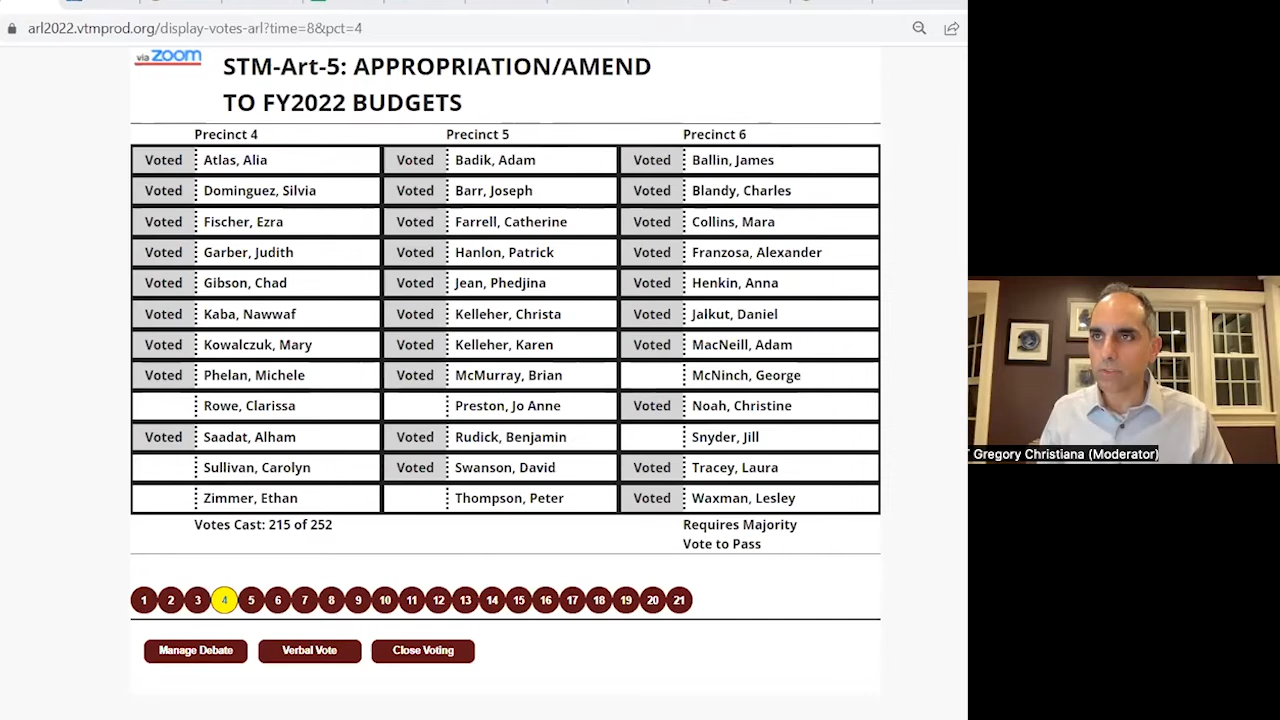 arl2022.vtmprod.org/display-votes-arl?time=8&pct=4
via zoom
STM-Art-5: APPROPRIATION/AMEND
TO FY2022 BUDGETS
Precinct 4 Precinct 5 Precinct 6
Voted Atlas, Alia Voted Badik, Adam Voted Ballin, James
Voted Dominguez, Silvia Voted Barr, Joseph Voted Blandy, Charles
Voted Fischer, Ezra Voted Farrell, Catherine Voted Collins, Mara
Voted Garber, Judith Voted Hanlon, Patrick Voted Franzosa, Alexander
Voted Gibson, Chad Voted Jean, Phedjina Voted Henkin, Anna
Voted Kaba, Nawwaf Voted Kelleher, Christa Voted Jalkut, Daniel
Voted Kowalczuk, Mary Voted Kelleher, Karen Voted MacNeill, Adam
Voted Phelan, Michele Voted McMurray, Brian McNinch, George
Rowe, Clarissa Preston, Jo Anne Voted Noah, Christine
Voted Saadat, Alham Voted Rudick, Benjamin Snyder, Jill
Sullivan, Carolyn Voted Swanson, David Voted Tracey, Laura
Zimmer, Ethan Thompson, Peter Voted Waxman, Lesley
Votes Cast: 215 of 252 Requires Majority
Vote to Pass
1 2 3 4 5 6 7 8 9 10 11 12 13 14 15 16 17 18 19 20 21
Manage Debate Verbal Vote Close Voting
Gregory Christiana (Moderator)